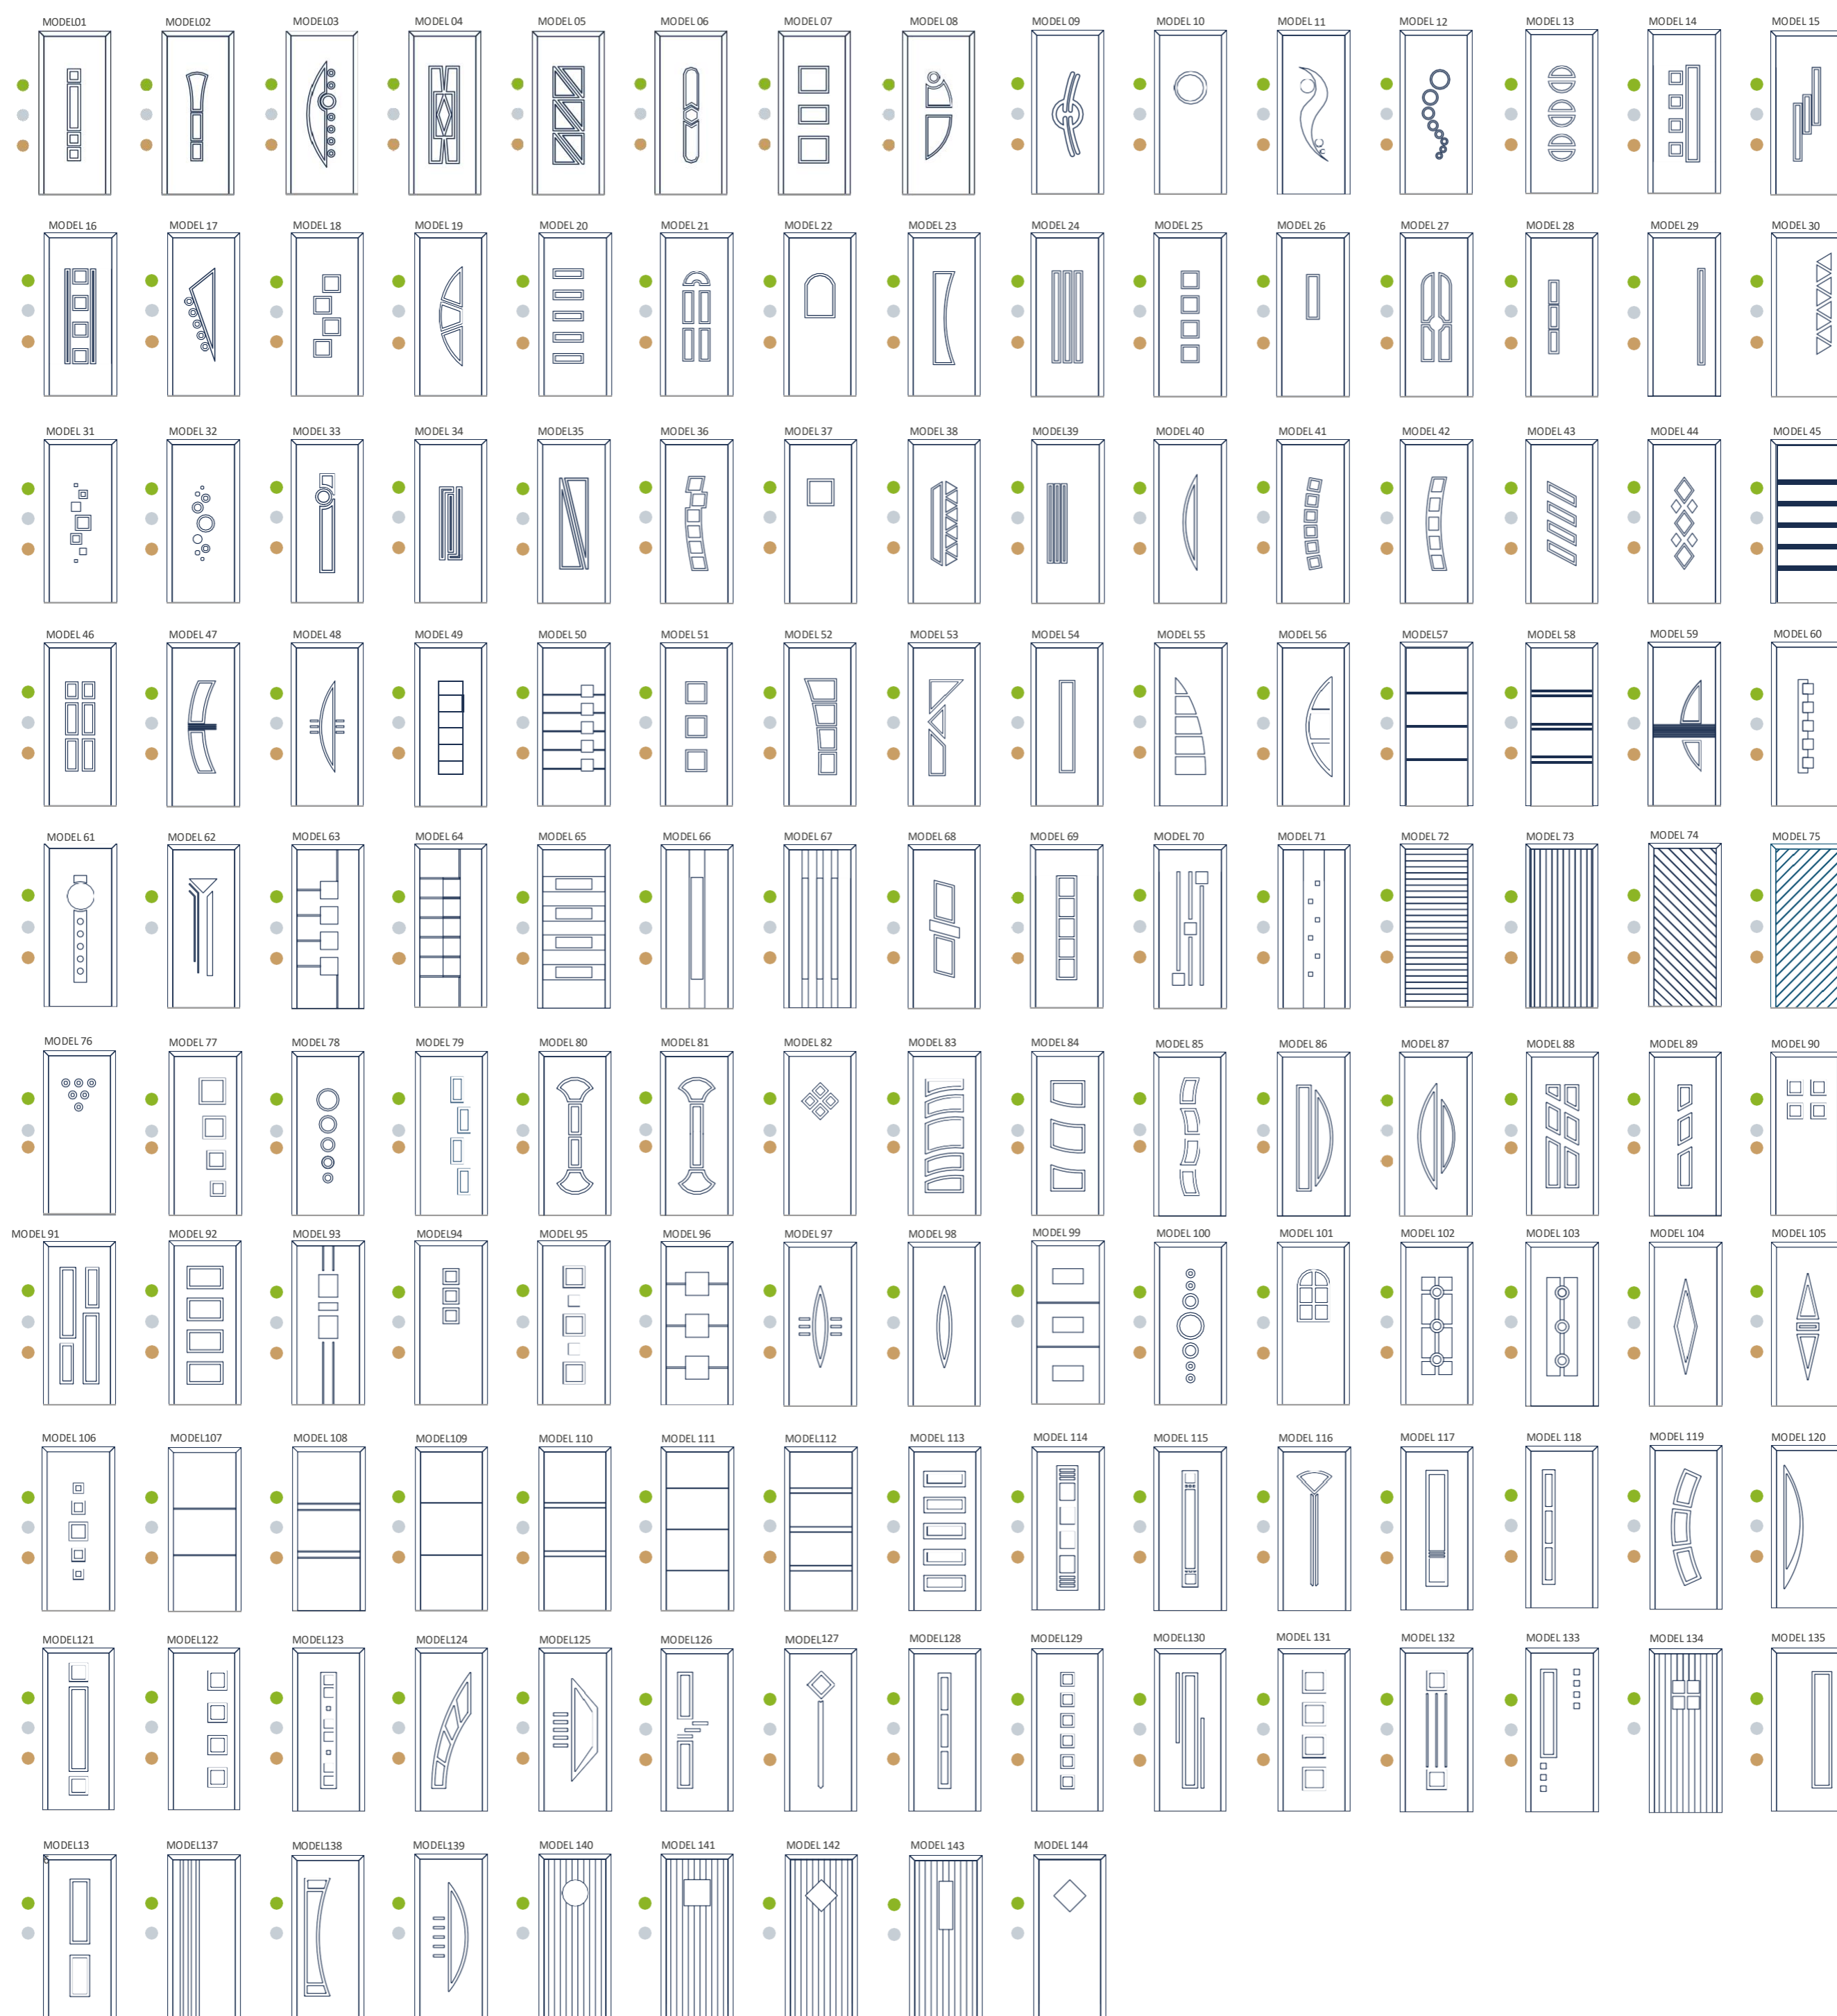 MODEL01 MODEL02 MODEL03 MODEL 04 MODEL 05 MODEL 06 MODEL 07 MODEL 08 MODEL 09 MODEL 10 MODEL 11 MODEL 12 MODEL 13 MODEL 14 MODEL 15
MODEL 16 MODEL 17 MODEL 18 MODEL 19 MODEL 20 MODEL 21 MODEL 22 MODEL 23 MODEL 24 MODEL 25 MODEL 26 MODEL 27 MODEL 28 MODEL 29 MODEL 30
MODEL 31 MODEL 32 MODEL 33 MODEL 34 MODEL35 MODEL 36 MODEL 37 MODEL 38 MODEL39 MODEL 40 MODEL 41 MODEL 42 MODEL 43 MODEL 44 MODEL 45
MODEL 46 MODEL 47 MODEL 48 MODEL 49 MODEL 50 MODEL 51 MODEL 52 MODEL 53 MODEL 54 MODEL 55 MODEL 56 MODEL57 MODEL 58 MODEL 59 MODEL 60
MODEL 61 MODEL 62 MODEL 63 MODEL 64 MODEL 65 MODEL 66 MODEL 67 MODEL 68 MODEL 69 MODEL 70 MODEL 71 MODEL 72 MODEL 73 MODEL 74 MODEL 75
MODEL 76 MODEL 77 MODEL 78 MODEL 79 MODEL 80 MODEL 81 MODEL 82 MODEL 83 MODEL 84 MODEL 85 MODEL 86 MODEL 87 MODEL 88 MODEL 89 MODEL 90
MODEL 91 MODEL 92 MODEL 93 MODEL94 MODEL 95 MODEL 96 MODEL 97 MODEL 98 MODEL 99 MODEL 100 MODEL 101 MODEL 102 MODEL 103 MODEL 104 MODEL 105
MODEL 106 MODEL107 MODEL 108 MODEL109 MODEL 110 MODEL 111 MODEL112 MODEL 113 MODEL 114 MODEL 115 MODEL 116 MODEL 117 MODEL 118 MODEL 119 MODEL 120
MODEL121 MODEL122 MODEL123 MODEL124 MODEL125 MODEL126 MODEL127 MODEL128 MODEL129 MODEL130 MODEL 131 MODEL 132 MODEL 133 MODEL 134 MODEL 135
MODEL13 MODEL137 MODEL138 MODEL139 MODEL 140 MODEL 141 MODEL 142 MODEL 143 MODEL 144